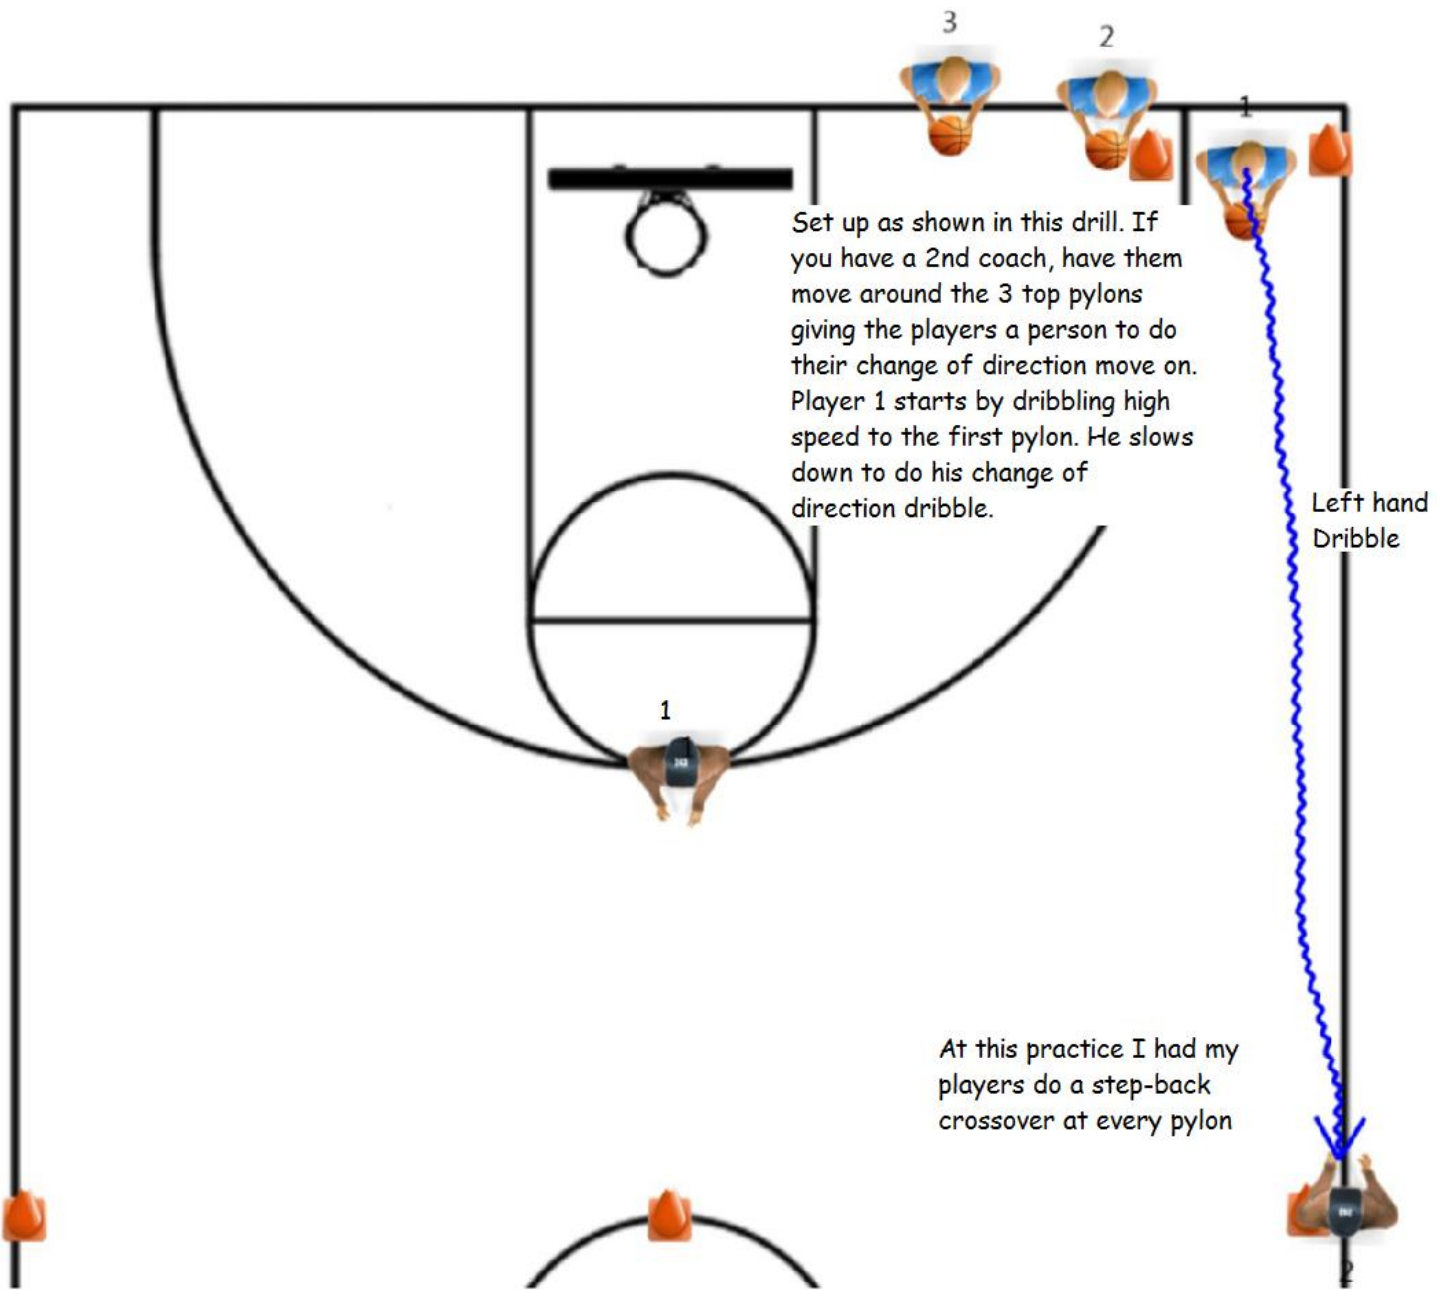 3
2
1
Set up as shown in this drill. If
you have a 2nd coach, have them
move around the 3 top pylons
giving the players a person to do
their change of direction move on.
Player 1 starts by dribbling high
speed to the first pylon. He slows
down to do his change of
direction dribble.
Left hand
Dribble
1
1
At this practice I had my
players do a step-back
crossover at every pylon
2